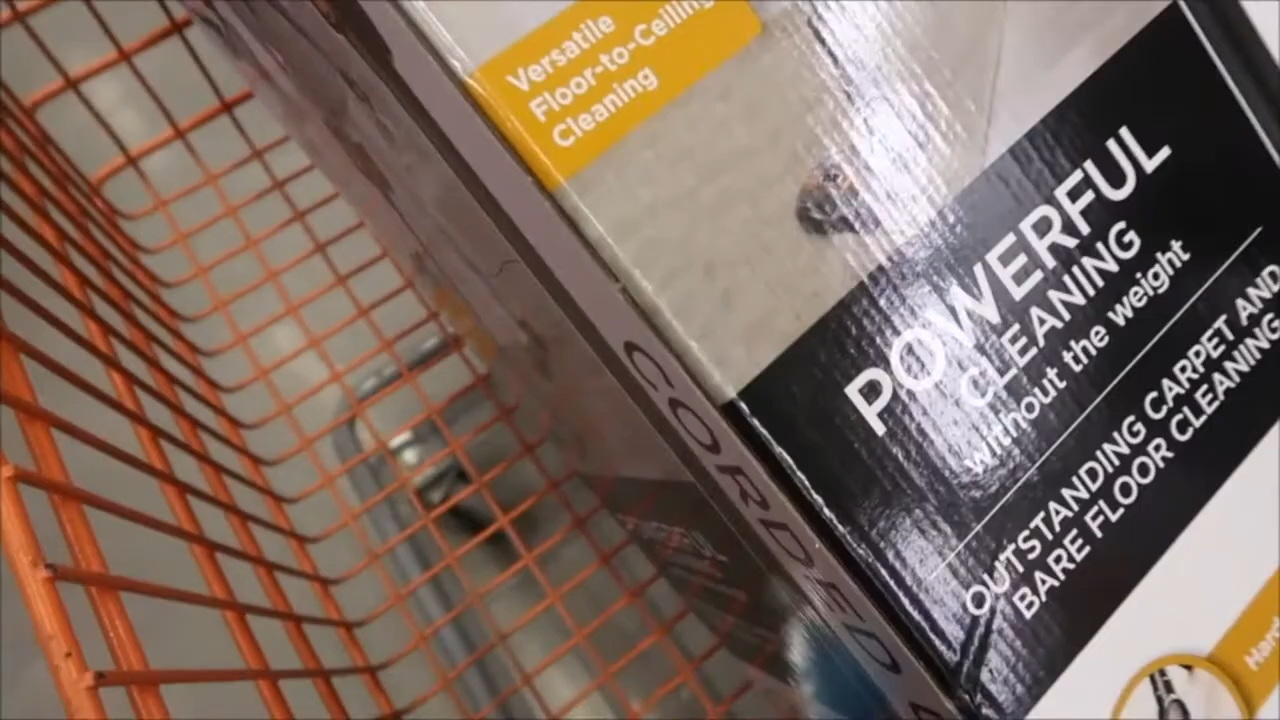 Versatile
Floor-to-Ceiling
Cleaning
POWERFUL
CLEANING
without the weight
OUTSTANDING CARPET AND
BARE FLOOR CLEANING
CORDED